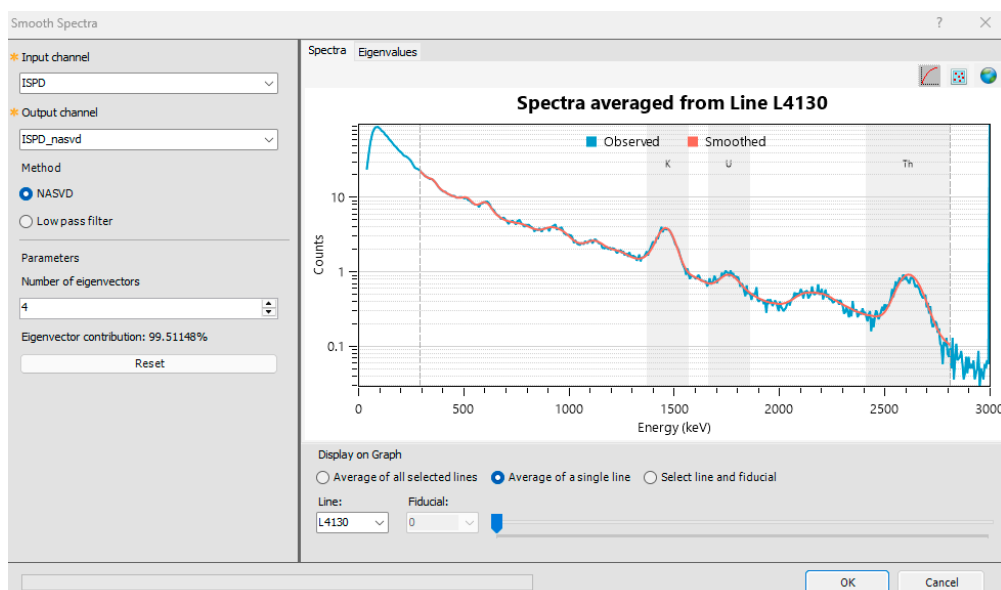 Smooth Spectra
? ×
* Input channel
ISPD
* Output channel
ISPD_nasvd
Method
NASVD
Low pass filter
Parameters
Number of eigenvectors
4
Eigenvector contribution: 99.51148%
Reset
Spectra Eigenvalues
Spectra averaged from Line L4130
Observed Smoothed
K U Th
10
1
0.1
Counts
0 500 1000 1500 2000 2500 3000
Energy (keV)
Display on Graph
Average of all selected lines Average of a single line Select line and fiducial
Line: Fiducial:
L4130 0
OK Cancel